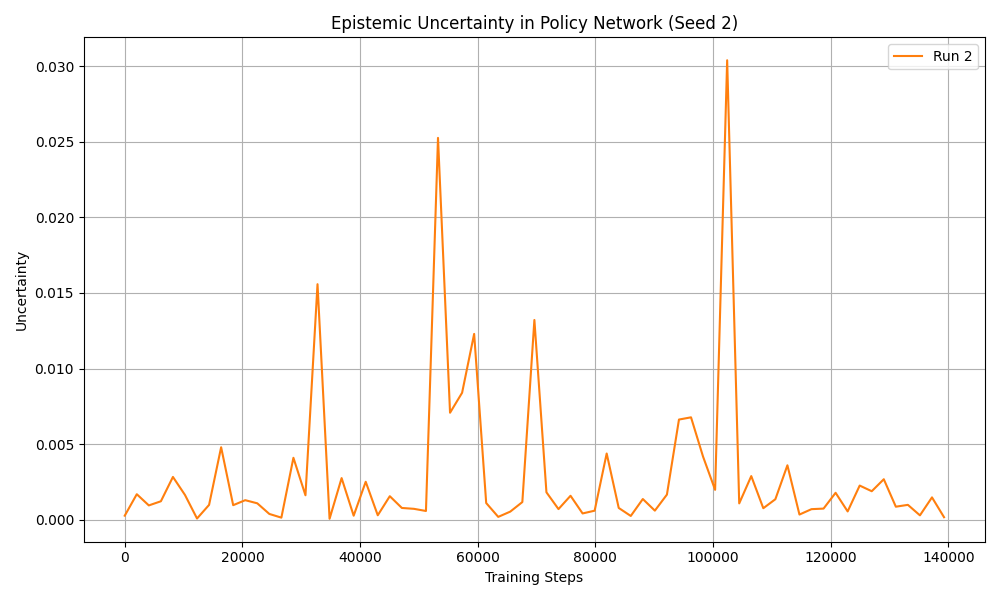 Epistemic Uncertainty in Policy Network (Seed 2)
Run 2
0.030
0.025
0.020
0.015
0.010
0.005
0.000
Uncertainty
0 20000 40000 60000 80000 100000 120000 140000
Training Steps